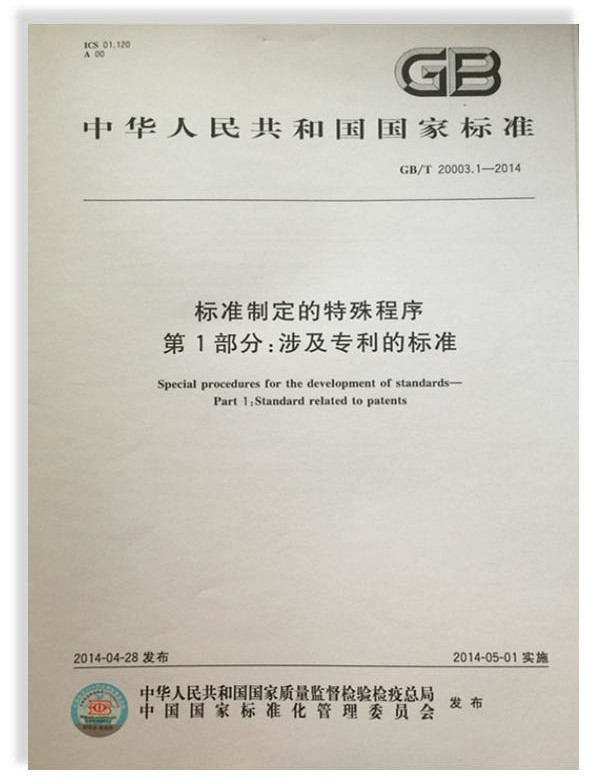 ICS 01.120
A 00
GB
中华人民共和国国家标准
GB/T 20003.1—2014
标准制定的特殊程序
第1部分:涉及专利的标准
Special procedures for the development of standards—
Part 1:Standard related to patents
2014-04-28 发布
2014-05-01 实施
中华人民共和国国家质量监督检验检疫总局
中国国家标准化管理委员会
发布